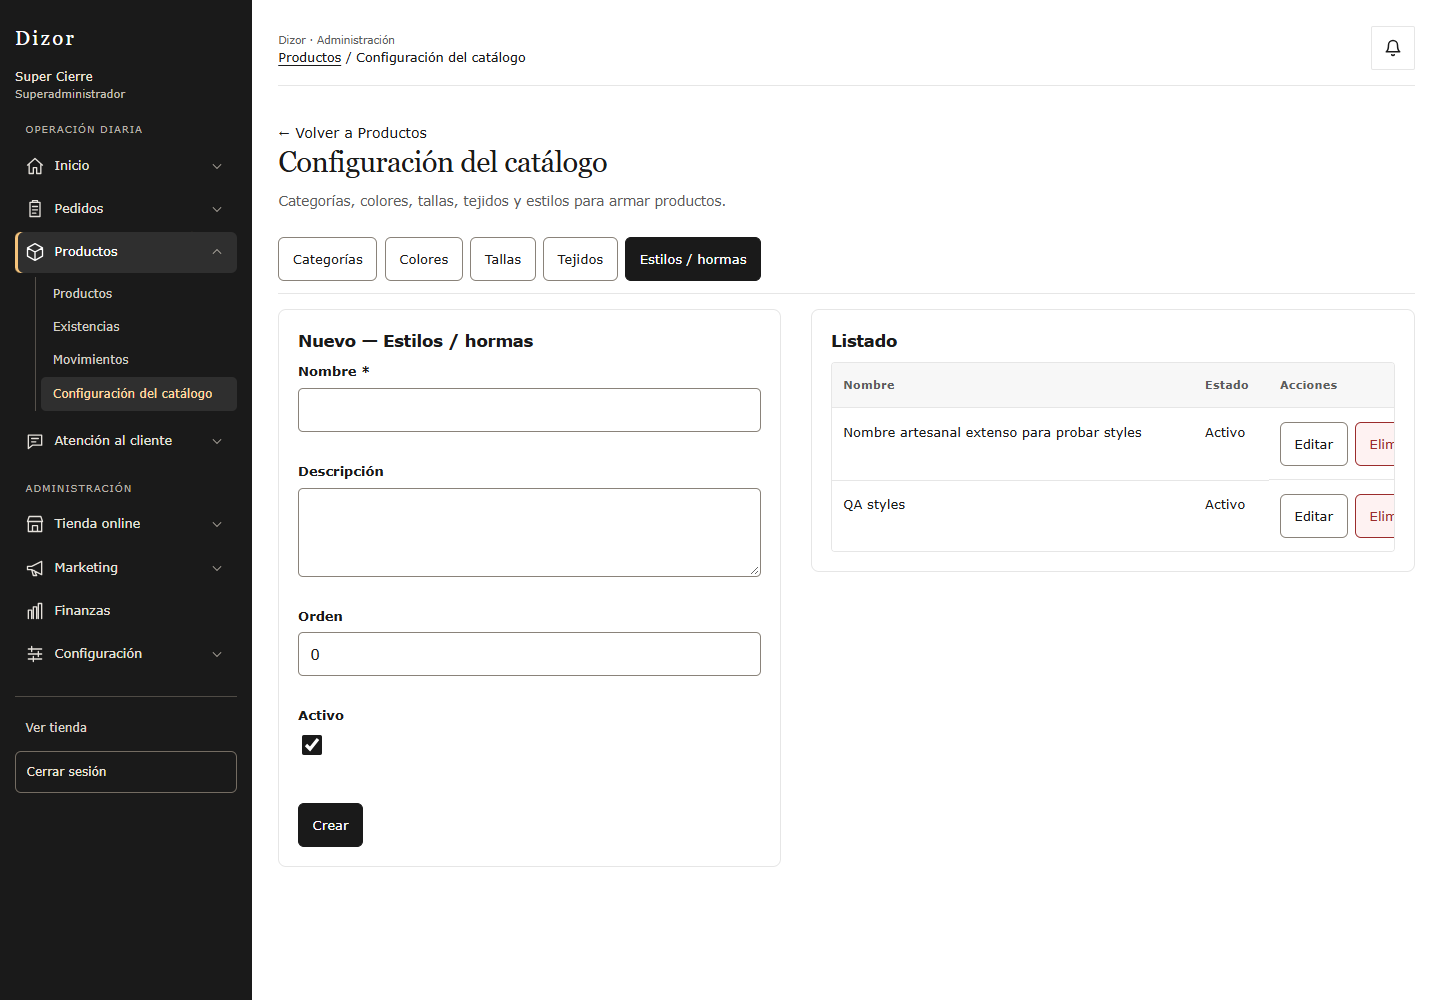 Dizor
Super Cierre
Superadministrador
OPERACIÓN DIARIA
Inicio
Pedidos
Productos
Productos
Existencias
Movimientos
Configuración del catálogo
Atención al cliente
ADMINISTRACIÓN
Tienda online
Marketing
Finanzas
Configuración
Ver tienda
Cerrar sesión
Dizor · Administración
Productos / Configuración del catálogo
← Volver a Productos
Configuración del catálogo
Categorías, colores, tallas, tejidos y estilos para armar productos.
Categorías Colores Tallas Tejidos Estilos / hormas
Nuevo — Estilos / hormas
Nombre *
Descripción
Orden
0
Activo
Crear
Listado
Nombre Estado Acciones
Nombre artesanal extenso para probar styles Activo Editar Elim
QA styles Activo Editar Elim